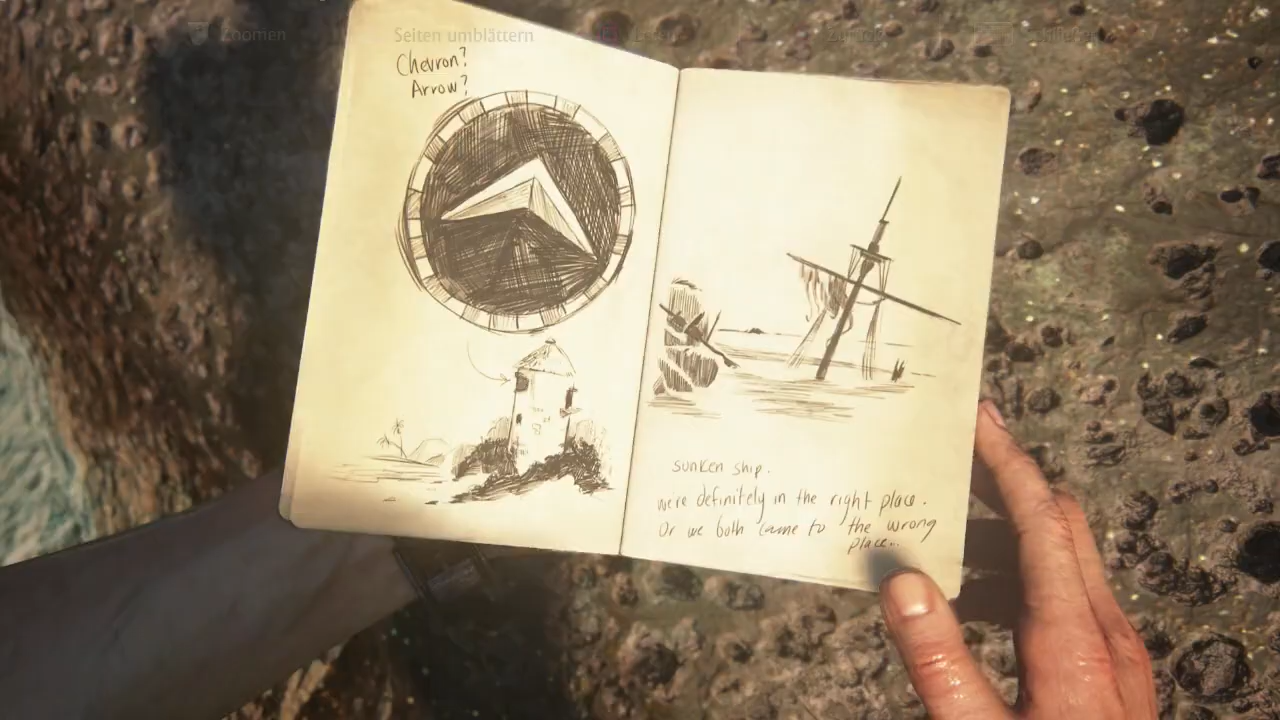 Zoomen
Seiten umblättern
Chevron?
Arrow?
sunken ship.
we're definitely in the right place.
Or we both came to the wrong
place...